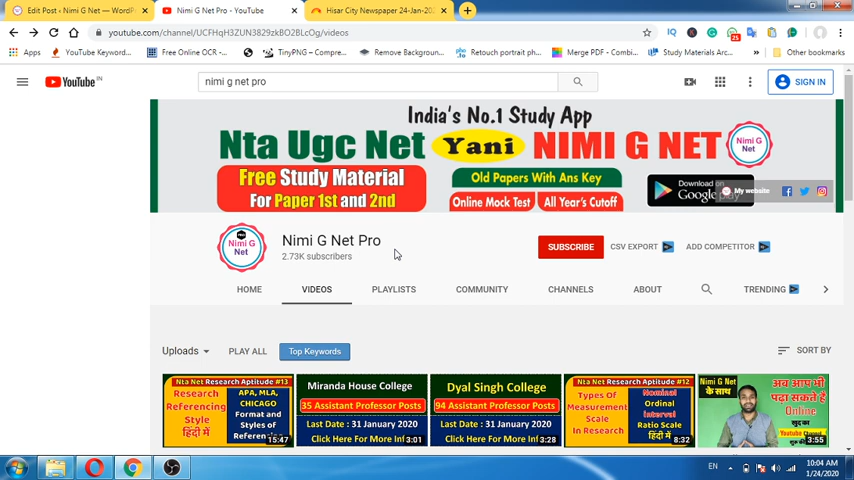 Edit Post ‹ Nimi G Net — WordPr
Nimi G Net Pro - YouTube
Hisar City Newspaper 24-Jan-202
youtube.com/channel/UCFHqH3ZUN3829zkBO2BLcOg/videos
Apps
YouTube Keyword...
Free Online OCR -...
TinyPNG – Compre...
Remove Backgroun...
Retouch portrait ph...
Merge PDF - Combi...
Study Materials Arc...
Other bookmarks
YouTube IN
nimi g net pro
SIGN IN
India's No.1 Study App
Nta Ugc Net Yani NIMI G NET
Nimi G Net
Free Study Material
For Paper 1st and 2nd
Old Papers With Ans Key
Online Mock Test
All Year's Cutoff
Download on
Google
My website
PRO
Nimi G
Net
Nimi G Net Pro
2.73K subscribers
SUBSCRIBE
CSV EXPORT
ADD COMPETITOR
HOME
VIDEOS
PLAYLISTS
COMMUNITY
CHANNELS
ABOUT
TRENDING
Uploads
PLAY ALL
Top Keywords
SORT BY
Nta Net Research Aptitude #13
Research
Referencing
Style
हिंदी में
APA, MLA,
CHICAGO
Format and
Styles of
Referen
15:47
Miranda House College
35 Assistant Professor Posts
Last Date : 31 January 2020
Click Here For More Inf
3:01
Dyal Singh College
94 Assistant Professor Posts
Last Date : 31 January 2020
Click Here For More Inf
3:28
Nta Net Research Aptitude #12
Types Of
Measurement
Scale
In Research
Nominal
Ordinal
Interval
Ratio Scale
हिंदी में
8:32
Nimi G Net
के साथ
अब आप भी
पढ़ा सकते है
Online
खुद का
Youtube Channel
3:55
EN
10:04 AM
1/24/2020